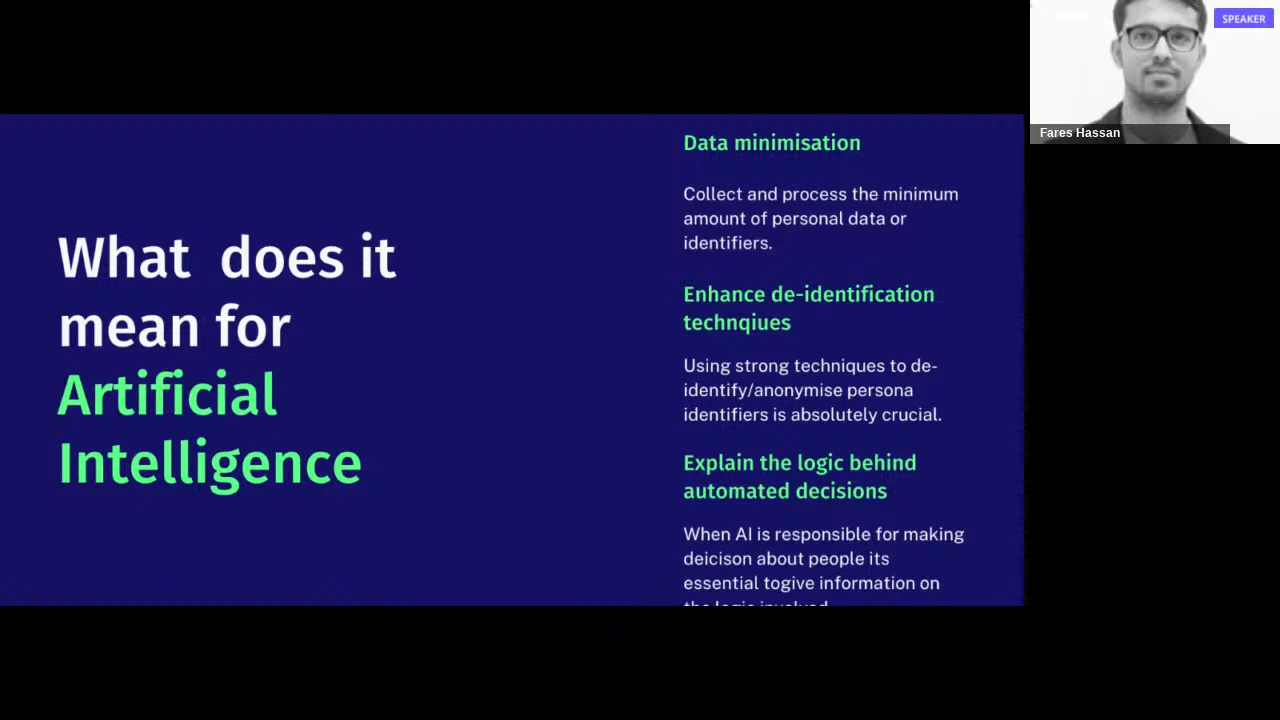 What does it
mean for
Artificial
Intelligence
Data minimisation
Collect and process the minimum
amount of personal data or
identifiers.
Enhance de-identification
technqiues
Using strong techniques to de-
identify/anonymise persona
identifiers is absolutely crucial.
Explain the logic behind
automated decisions
When AI is responsible for making
deicison about people its
essential togive information on
the logic involved
SPEAKER
Fares Hassan